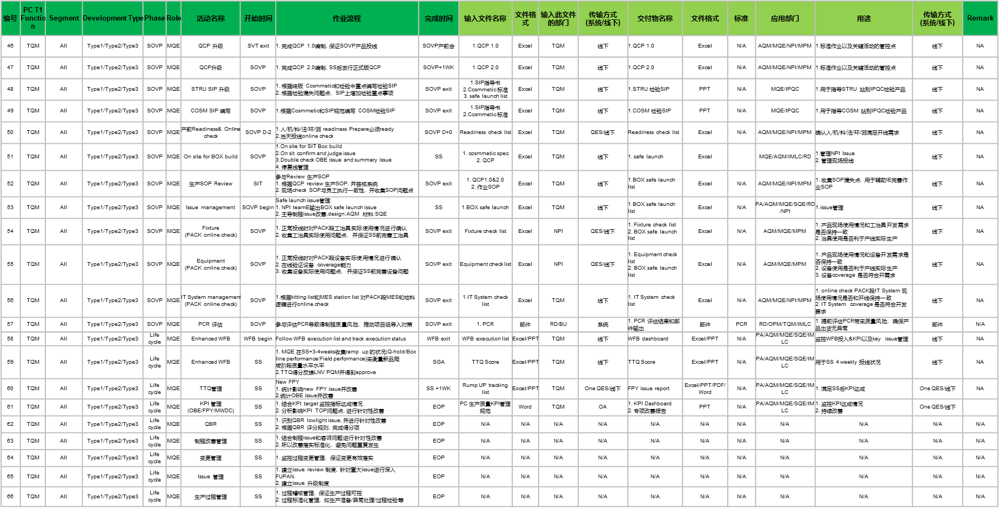 编号 PC T1 Function Segment Development Type Phase Role 活动名称 开始时间 作业流程 完成时间 输入文件名称 文件格式 输入此文件的部门 传输方式(系统/线下) 交付物名称 文件格式 标准 应用部门 用途 传输方式(系统/线下) Remark
46 TQM All Type1/Type2/Type3 SOVP MQE QCP 升级 SVT exit 1. 完成QCP 1.0编制, 保证SOVP产品投线 SOVP产前会 1.QCP 1.0 Excel TQM 线下 1.QCP 1.0 Excel N/A AQM/MQE/NPI/MPM 1.标准作业以及关键活动的管控点 线下 NA
47 TQM All Type1/Type2/Type3 SOVP MQE QCP升级 SOVP 1. 完成QCP 2.0编制, SS后发行正式版QCP SOVP+1WK 1.QCP 2.0 Excel TQM 线下 1.QCP 2.0 Excel N/A AQM/MQE/NPI/MPM 1.标准作业以及关键活动的管控点 线下 NA
48 TQM All Type1/Type2/Type3 SOVP MQE STRU SIP 升级 SOVP 1. 根据终版 Cosmmetic和检验中重点编写检验SIP 2. 根据检验漏失问题点, SIP上增加检验重点事项 SOVP exit 1.SIP指导书 2.Cosmmetic标准 3. safe launch list Excel TQM 线下 1.STRU 检验SIP PPT N/A MQE/IPQC 1.用于指导STRU 站别IPQC检验产品 线下 NA
49 TQM All Type1/Type2/Type3 SOVP MQE COSM SIP 编写 SOVP 1.根据Cosmmetic和SIP规范编写 COSM检验SIP SOVP exit 1.SIP指导书 2.Cosmmetic标准 Excel TQM 线下 1.COSM 检验SIP PPT N/A MQE/IPQC 1.用于指导COSM 站别IPQC检验产品 线下 NA
50 TQM All Type1/Type2/Type3 SOVP MQE 产前Readiness& Online check SOVP D-2 1.人/机/料/法/环/测 readiness Prepare必须ready 2.当天投线online check SOVP D+0 Readiness check list Excel TQM QES/线下 Readiness check list Excel N/A AQM/MQE/NPI/MPM 确认人/机/料/法/环/测满足开线需求 线下 NA
51 TQM All Type1/Type2/Type3 SOVP MQE On site for BOX build SOVP 1.On site for SIT Box build 2.On sit confirm and judge issue 3.Double check OBE issue and summary issue 4. 停复线管理 SS 1. cosmmetic spec 2. QCP Excel TQM 线下 1. safe launch Excel MQE/AQM/IMLC/RD 1.管理NPI Issue 2. 管理现场投线 线下 NA
52 TQM All Type1/Type2/Type3 SOVP MQE 生产SOP Review SIT 参与Review 生产SOP 1. 根据QCP review 生产SOP, 并签核系统 2. 现场check SOP与员工执行一致性, 并收集SOP问题点 SOVP exit 1. QCP1.0&2.0 2. 作业SOP Excel TQM 线下 1.BOX safe launch list Excel N/A AQM/MQE/NPI/MPM 1. 收集SOP漏失点, 用于辅助IE完善作业SOP 线下 NA
53 TQM All Type1/Type2/Type3 SOVP MQE Issue management SOVP begin Safe launch issue管理: 1. NPI teamE输出BOX safe launch issue 2. 主导制程issue改善,design:AQM 材料:SQE SS 1.BOX safe launch Excel TQM 线下 1.BOX safe launch list Excel N/A PA/AQM/MQE/SQE/RD/NPI 1.issue管理 线下 NA
54 TQM All Type1/Type2/Type3 SOVP MQE Fixture (PACK online check) SOVP 1. 正常投线时对PACK段工治具实际使用情况进行确认 2. 收集工治具实际使用问题点, 并保证SS前完善工治具 SOVP exit Fixture check list Excel NPI QES/线下 1. Fixture check list 2. BOX safe launch list Excel N/A AQM/MQE/MPM 1. 产品现场使用情况和工治具开发需求是否保持一致 2. 治具使用是否利于产线实际生产 线下 NA
55 TQM All Type1/Type2/Type3 SOVP MQE Equipment (PACK online check) SOVP 1. 正常投线时对PACK段设备实际使用情况进行确认 2. 在线验证设备 coverage能力 3. 收集设备实际使用问题点, 并保证SS前完善设备问题 SOVP exit Equipment check list Excel NPI QES/线下 1. Equipment check list 2. BOX safe launch list Excel N/A AQM/MQE/MPM 1. 产品现场使用情况和设备开发需求是否保持一致 2. 设备使用是否利于产线实际生产 3. 设备coverage 是否符合开需求 线下 NA
56 TQM All Type1/Type2/Type3 SOVP MQE IT System management (PACK online check) SOVP 1.根据kitting list和MES station list 对PACK段MES和检料逻辑进行online check SOVP exit 1.IT System check list Excel TQM 线下 1. IT System check list Excel N/A AQM/MQE/NPI/MPM 1. online check PACK段IT System 现场使用情况是否和开线保持一致 2. IT System coverage 是否符合开发要求 线下 NA
57 TQM All Type1/Type2/Type3 SOVP MQE PCR 评估 SOVP 参与评估PCR导致得制程质量风险, 推动项目组导入对策 SOVP exit 1. PCR 邮件 RD/BU 系统 1. PCR 评估结果和邮件输出 邮件 PCR RD/OPM/TQM/IMLC 1. 提前评估PCR带来质量风险, 确保产品出货无异常 邮件 N/A
58 TQM All Type1/Type2/Type3 Life cycle MQE Enhanced WFB WFB begin Follow WFB execution list and track execution status WFB exit WFB execution list Excel/PPT TQM 线下 WFB dashboard Excel/PPT N/A PA/AQM/MQE/SQE/IMLC 监控WFB投入&KPI以及key issue管理 线下 NA
59 TQM All Type1/Type2/Type3 Life cycle MQE Enhanced WFB SS 1. MQE 在SS+3-4weeks收集ramp up 的状况(Q-hold/Box line performance/Field performance)来衡量新品爬坡阶段质量水平水平 2.TTQ得分反馈LNV PQM并得到approve SGA TTQ Score Excel/PPT TQM 线下 TTQ Score Excel/PPT N/A PA/AQM/MQE/SQE/IMLC 用于SS 4 weekly 投线状况 线下 NA
60 TQM All Type1/Type2/Type3 Life cycle MQE TTQ管理 SS New FPY 1. 统计影响new FPY issue并改善 2.统计OBE issue并改善 SS +1WK Rump UP tracking list Excel/PPT TQM One QES/线下 FPY issue report Excel/PPT/PDF/Word N/A PA/AQM/MQE/SQE/IMLC 1. 满足SS后KPI达成 One QES/线下 NA
61 TQM All Type1/Type2/Type3 Life cycle MQE KPI 管理 (OBE/FPY/MWDC) SS 1. 结合KPI target 监控指标达成情况 2. 分析影响KPI TOP问题点, 进行针对性改善 EOP PC 生产质量KPI管理规范 Word TQM OA 1. KPI Dashboard 2. 专项改善报告 PPT N/A PA/AQM/MQE/SQE/IMLC 1. 监控KPI达成情况 2. 持续改善 One QES/线下
62 TQM All Type1/Type2/Type3 Life cycle MQE QBR SS 1. 识别QBR lowlight issue, 并进行针对性改善 2. 根据QBR 评分规则, 完成得分项 EOP N/A N/A N/A N/A N/A N/A N/A N/A N/A N/A N/A
63 TQM All Type1/Type2/Type3 Life cycle MQE 制程改善管理 SS 1. 结合制程issue和客诉问题进行针对性改善 2. 所以改善落实标准化, 避免问题重复发生 EOP N/A N/A N/A N/A N/A N/A N/A N/A N/A N/A N/A
64 TQM All Type1/Type2/Type3 Life cycle MQE 变更管理 SS 1. 监控过程变更管理, 保证变更有效落实 EOP N/A N/A N/A N/A N/A N/A N/A N/A N/A N/A N/A
65 TQM All Type1/Type2/Type3 Life cycle MQE Issue 管理 SS 1. 建立issue review 制度, 针对重大issue进行深入FUPAN. 2. 建立issue 升级制度 EOP N/A N/A N/A N/A N/A N/A N/A N/A N/A N/A N/A
66 TQM All Type1/Type2/Type3 Life cycle MQE 生产过程管理 SS 1. 过程稽核管理, 保证生产过程可控 2. 过程标准化管理, 如生产准备/异常处理/过程检验等 EOP N/A N/A N/A N/A N/A N/A N/A N/A N/A N/A N/A